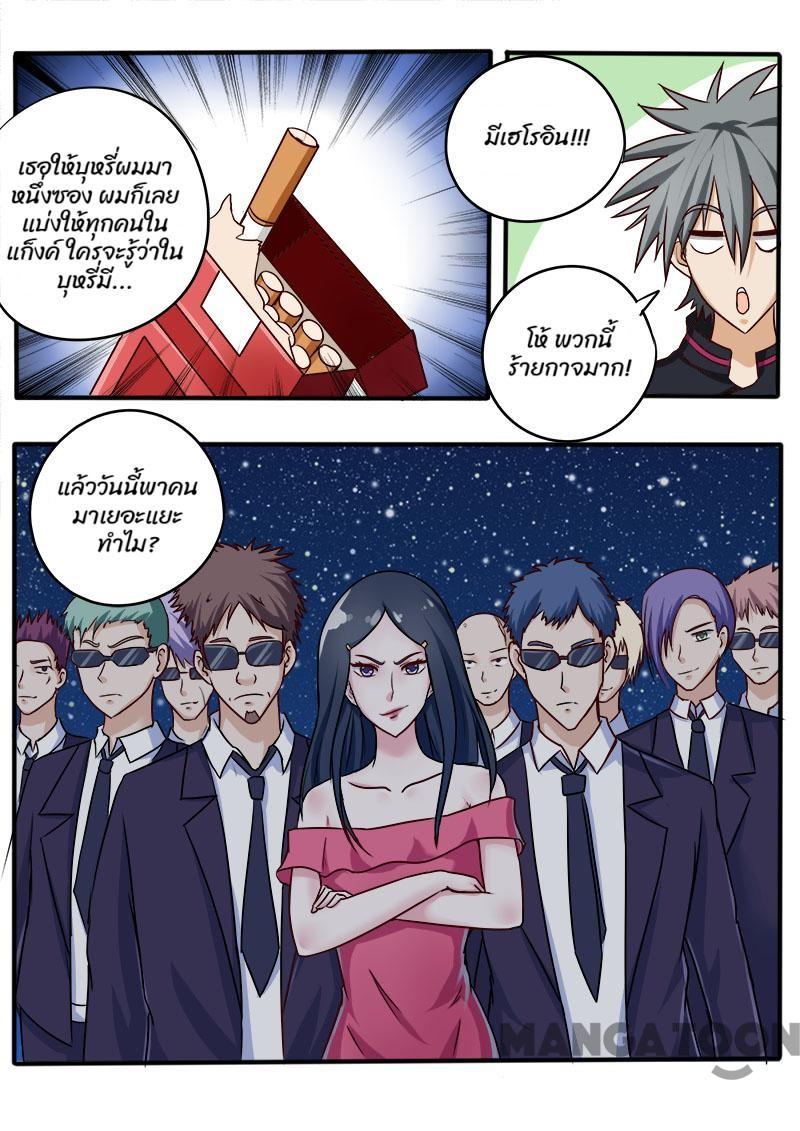 เธอให้บุหรี่ผมมา
หนึ่งซอง ผมก็เลย
แบ่งให้ทุกคนใน
แก็งค์ ใครจะรู้ว่าใน
บุหรี่มี...
มีเฮโรอิน!!!
โห้ พวกนี้
ร้ายกาจมาก!
แล้ววันนี้พาคน
มาเยอะแยะ
ทำไม?
MANGATOON